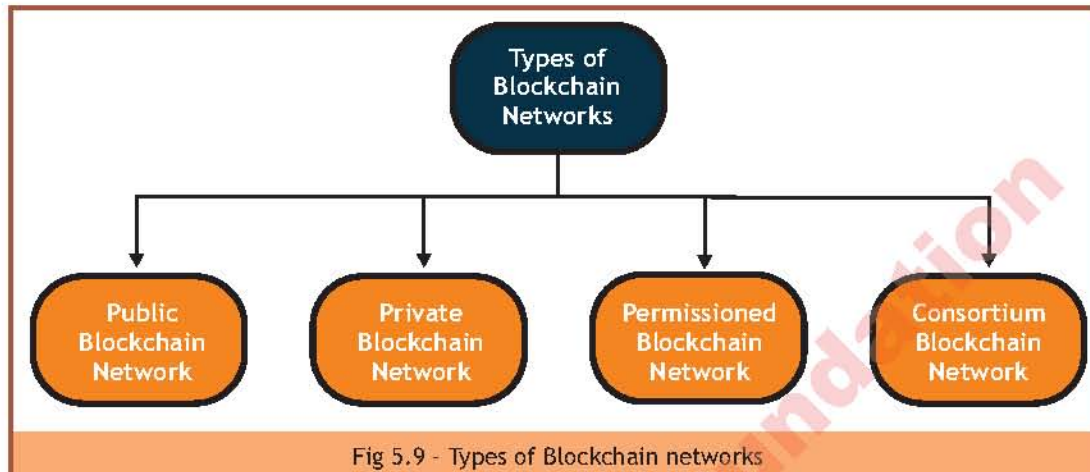 Types of
Blockchain
Networks
Public
Blockchain
Network
Private
Blockchain
Network
Permissioned
Blockchain
Network
Consortium
Blockchain
Network
Fig 5.9 - Types of Blockchain networks